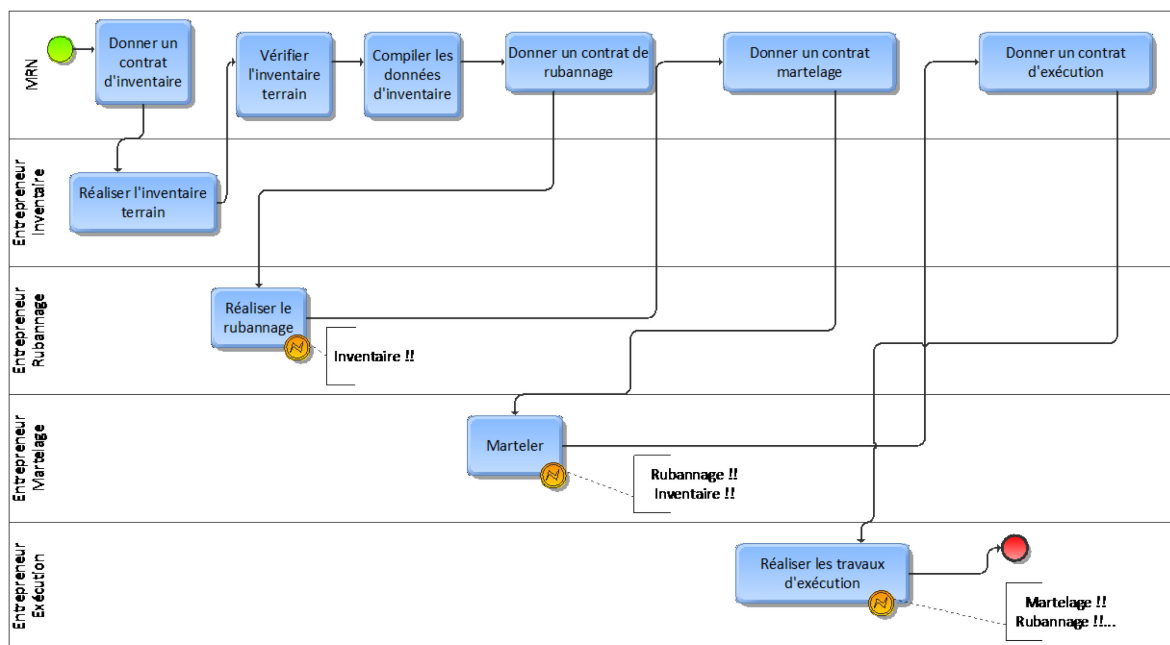 MRN
Donner un
contrat
d'inventaire
Vérifier
l'inventaire
terrain
Compiler les
données
d'inventaire
Donner un contrat de
rubannage
Donner un contrat
martelage
Donner un contrat
d'exécution
Entrepreneur
Inventaire
Réaliser l'inventaire
terrain
Entrepreneur
Rubannage
Réaliser le
rubannage
Inventaire !!
Entrepreneur
Martelage
Marteler
Rubannage !!
Inventaire !!
Entrepreneur
Exécution
Réaliser les travaux
d'exécution
Martelage !!
Rubannage !!...